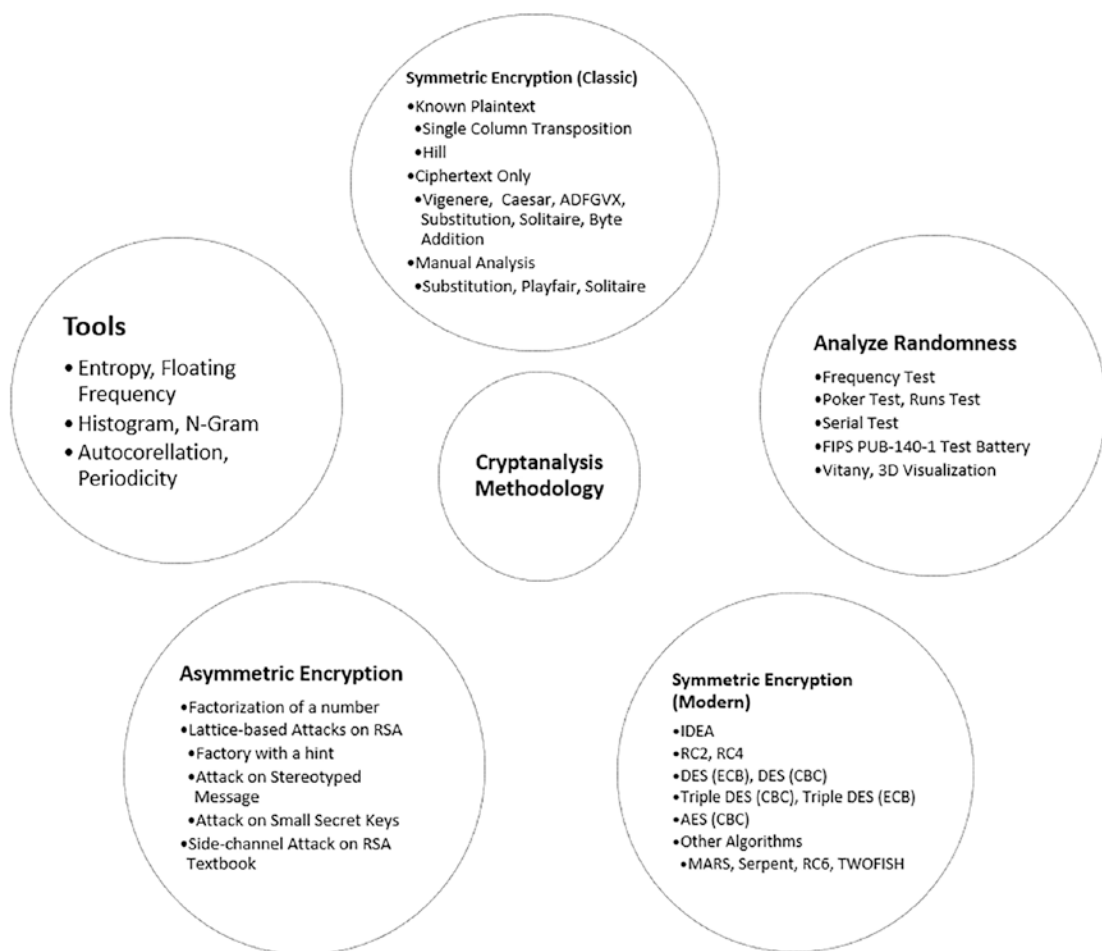 Symmetric Encryption (Classic)
•Known Plaintext
•Single Column Transposition
•Hill
•Ciphertext Only
•Vigenere, Caesar, ADFGVX,
Substitution, Solitaire, Byte
Addition
•Manual Analysis
•Substitution, Playfair, Solitaire
Tools
• Entropy, Floating
Frequency
• Histogram, N-Gram
• Autocorellation,
Periodicity
Analyze Randomness
•Frequency Test
•Poker Test, Runs Test
•Serial Test
•FIPS PUB-140-1 Test Battery
•Vitany, 3D Visualization
Cryptanalysis
Methodology
Asymmetric Encryption
•Factorization of a number
•Lattice-based Attacks on RSA
•Factory with a hint
•Attack on Stereotyped
Message
•Attack on Small Secret Keys
•Side-channel Attack on RSA
Textbook
Symmetric Encryption
(Modern)
•IDEA
•RC2, RC4
•DES (ECB), DES (CBC)
•Triple DES (CBC), Triple DES (ECB)
•AES (CBC)
•Other Algorithms
•MARS, Serpent, RC6, TWOFISH